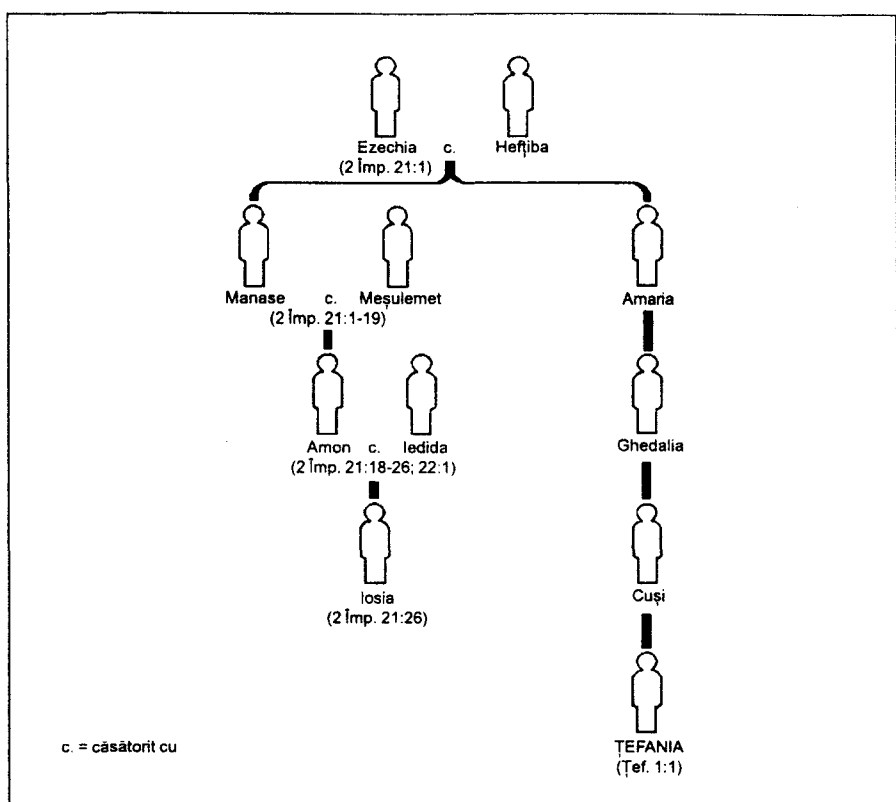 Ezechia c. Hefțiba
(2 Împ. 21:1)
Manase c. Meșulemet
(2 Împ. 21:1-19)
Amaria
Amon c. Iedida
(2 Împ. 21:18-26; 22:1)
Ghedalia
Iosia
(2 Împ. 21:26)
Cuși
ȚEFANIA
(Țef. 1:1)
c. = căsătorit cu